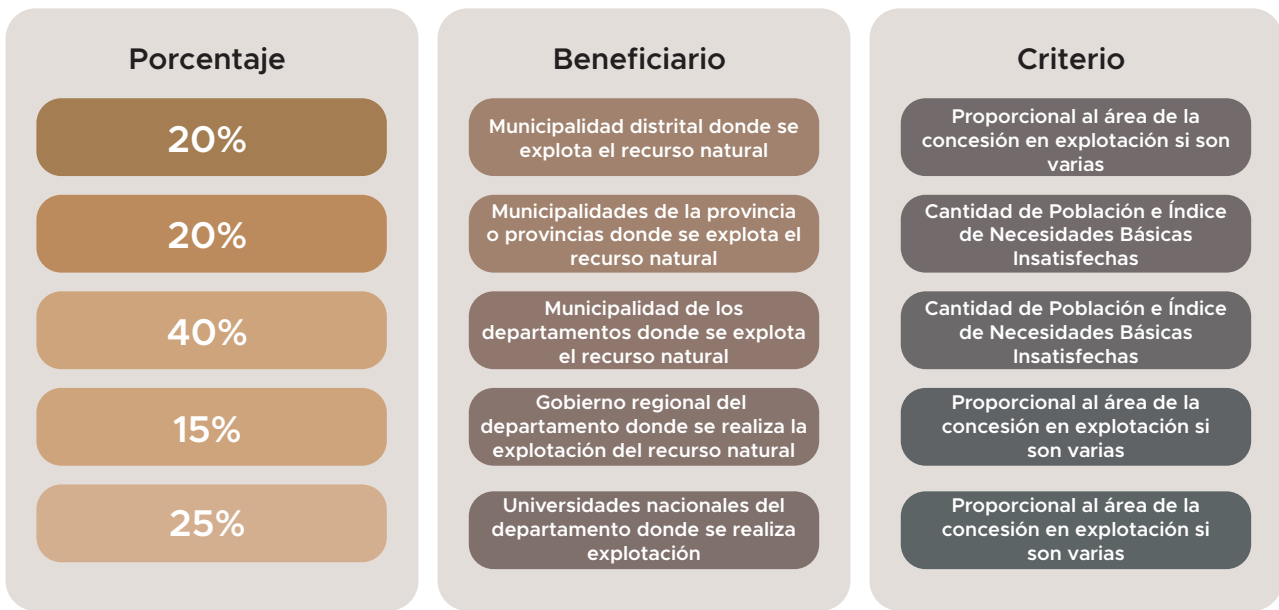 Porcentaje
Beneficiario
Criterio
20%
Municipalidad distrital donde se
explota el recurso natural
Proporcional al área de la
concesión en explotación si son
varias
20%
Municipalidades de la provincia
o provincias donde se explota el
recurso natural
Cantidad de Población e Índice
de Necesidades Básicas
Insatisfechas
40%
Municipalidad de los
departamentos donde se explota
el recurso natural
Cantidad de Población e Índice
de Necesidades Básicas
Insatisfechas
15%
Gobierno regional del
departamento donde se realiza la
explotación del recurso natural
Proporcional al área de la
concesión en explotación si
son varias
25%
Universidades nacionales del
departamento donde se realiza
explotación
Proporcional al área de la
concesión en explotación si
son varias